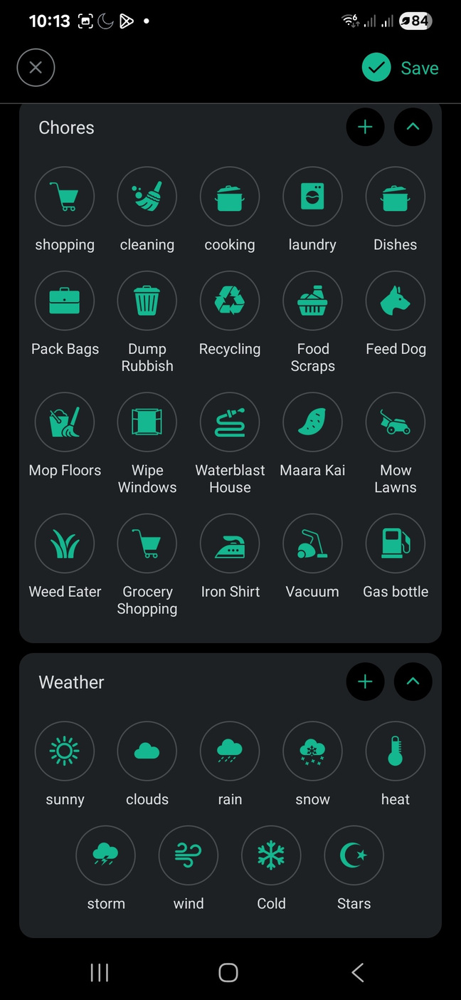 10:13
6
84
Save
Chores
shopping
cleaning
cooking
laundry
Dishes
Pack Bags
Dump
Rubbish
Recycling
Food
Scraps
Feed Dog
Mop Floors
Wipe
Windows
Waterblast
House
Maara Kai
Mow
Lawns
Weed Eater
Grocery
Shopping
Iron Shirt
Vacuum
Gas bottle
Weather
sunny
clouds
rain
snow
heat
storm
wind
Cold
Stars